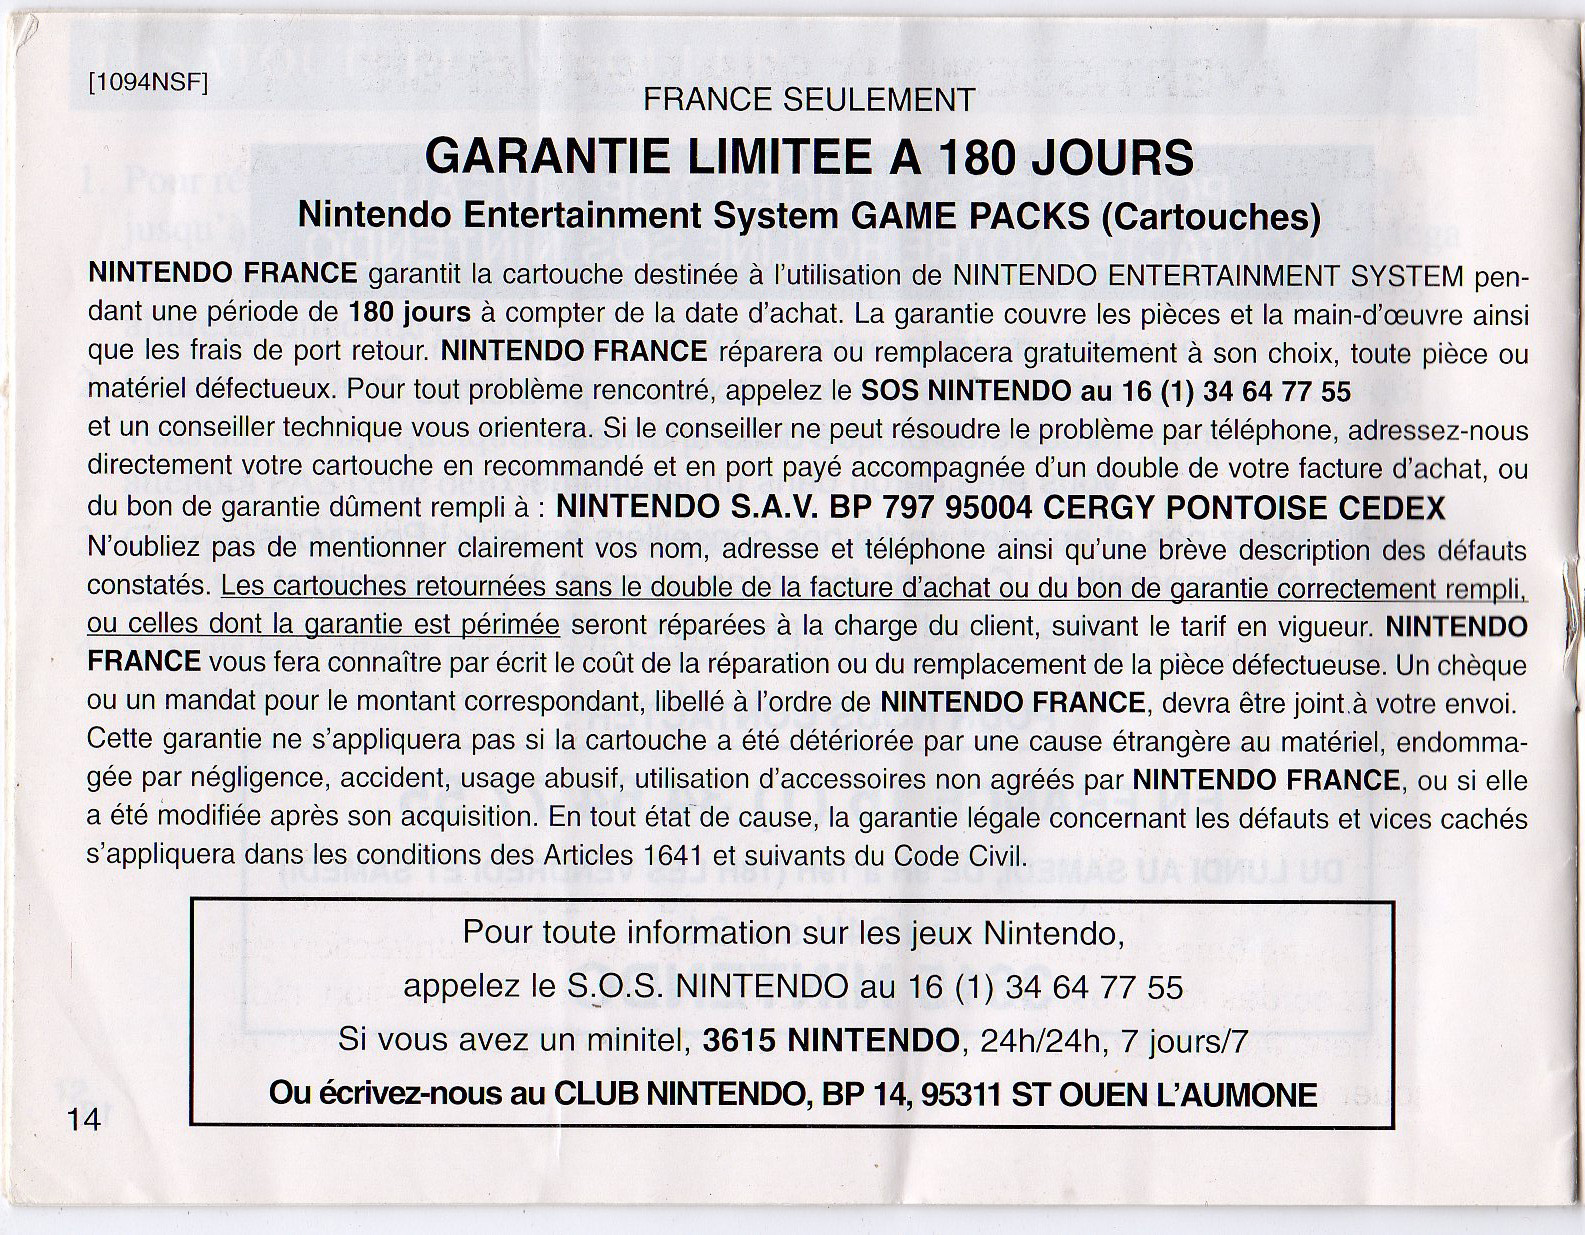 [1094NSF]
FRANCE SEULEMENT
GARANTIE LIMITEE A 180 JOURS
Nintendo Entertainment System GAME PACKS (Cartouches)
NINTENDO FRANCE garantit la cartouche destinée à l'utilisation de NINTENDO ENTERTAINMENT SYSTEM pen-
dant une période de 180 jours à compter de la date d'achat. La garantie couvre les pièces et la main-d'œuvre ainsi
que les frais de port retour. NINTENDO FRANCE réparera ou remplacera gratuitement à son choix, toute pièce ou
matériel défectueux. Pour tout problème rencontré, appelez le SOS NINTENDO au 16 (1) 34 64 77 55
et un conseiller technique vous orientera. Si le conseiller ne peut résoudre le problème par téléphone, adressez-nous
directement votre cartouche en recommandé et en port payé accompagnée d'un double de votre facture d'achat, ou
du bon de garantie dûment rempli à : NINTENDO S.A.V. BP 797 95004 CERGY PONTOISE CEDEX
N'oubliez pas de mentionner clairement vos nom, adresse et téléphone ainsi qu'une brève description des défauts
constatés. Les cartouches retournées sans le double de la facture d'achat ou du bon de garantie correctement rempli,
ou celles dont la garantie est périmée seront réparées à la charge du client, suivant le tarif en vigueur. NINTENDO
FRANCE vous fera connaître par écrit le coût de la réparation ou du remplacement de la pièce défectueuse. Un chèque
ou un mandat pour le montant correspondant, libellé à l'ordre de NINTENDO FRANCE, devra être joint à votre envoi.
Cette garantie ne s'appliquera pas si la cartouche a été détériorée par une cause étrangère au matériel, endomma-
gée par négligence, accident, usage abusif, utilisation d'accessoires non agréés par NINTENDO FRANCE, ou si elle
a été modifiée après son acquisition. En tout état de cause, la garantie légale concernant les défauts et vices cachés
s'appliquera dans les conditions des Articles 1641 et suivants du Code Civil.
Pour toute information sur les jeux Nintendo,
appelez le S.O.S. NINTENDO au 16 (1) 34 64 77 55
Si vous avez un minitel, 3615 NINTENDO, 24h/24h, 7 jours/7
Ou écrivez-nous au CLUB NINTENDO, BP 14, 95311 ST OUEN L'AUMONE
14